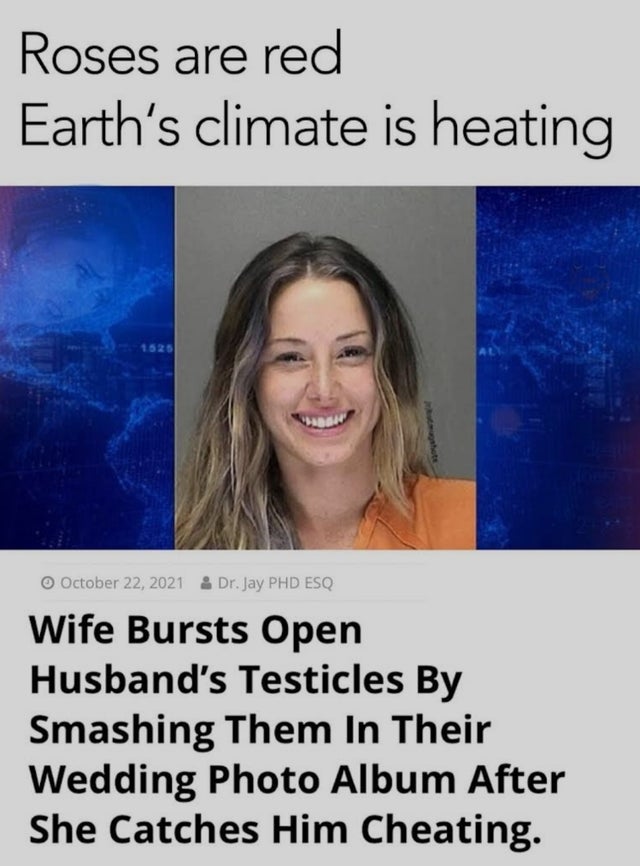 Roses are red
Earth's climate is heating
1525
October 22, 2021 Dr. Jay PHD ESQ
Wife Bursts Open
Husband's Testicles By
Smashing Them In Their
Wedding Photo Album After
She Catches Him Cheating.